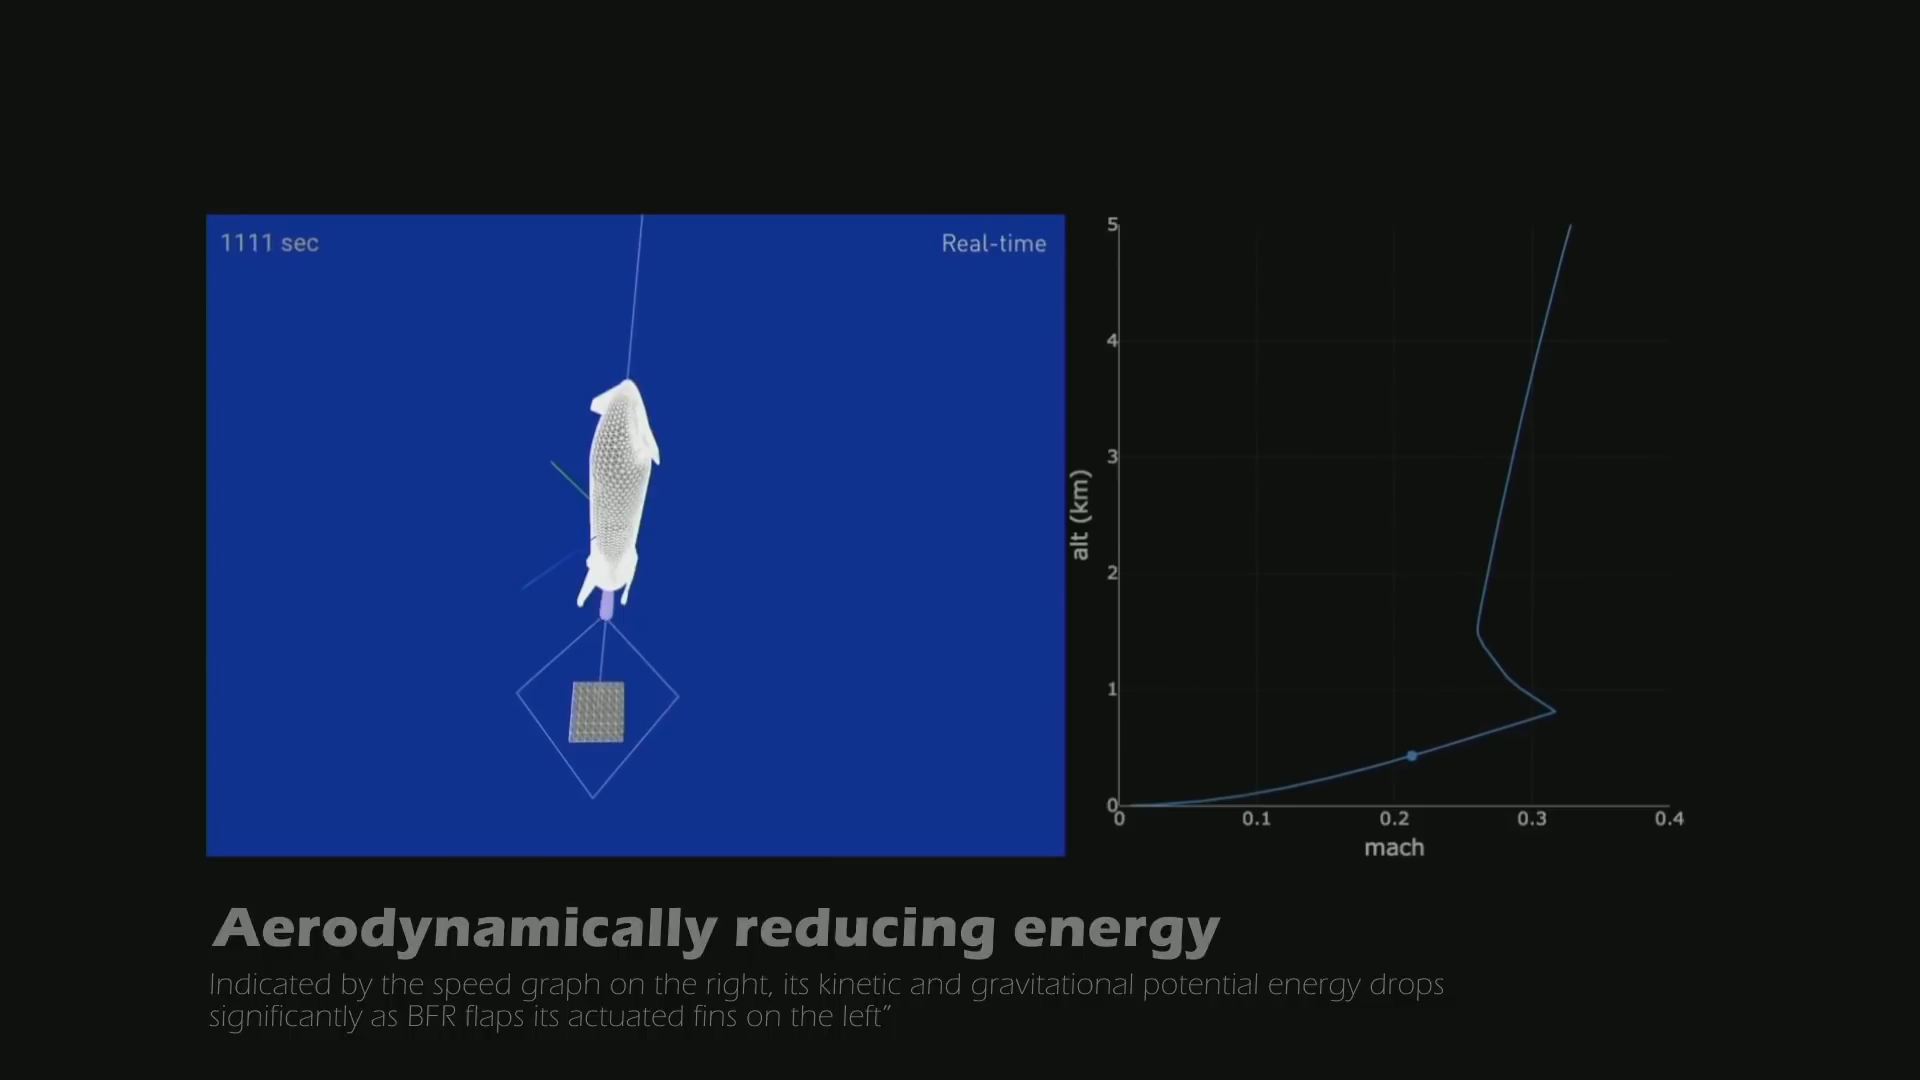 1111 sec
Real-time
5
4
3
2
1
0
alt (km)
0
0.1
0.2
0.3
0.4
mach
Aerodynamically reducing energy
Indicated by the speed graph on the right, its kinetic and gravitational potential energy drops
significantly as BFR flaps its actuated fins on the left”